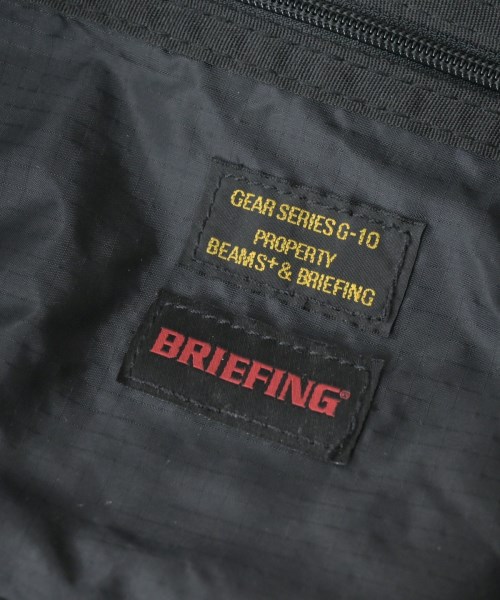 GEAR SERIES G-10
PROPERTY
BEAMS+ & BRIEFING
BRIEFING®